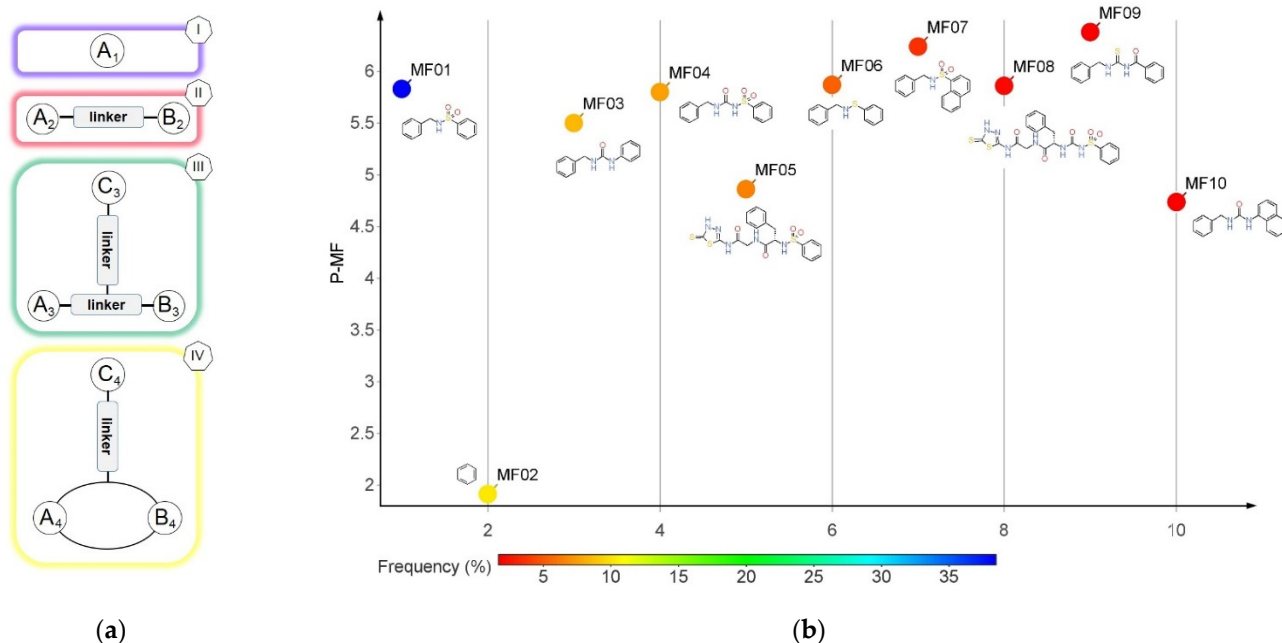 I
A1
II
A2 linker B2
III
C3
linker
A3 linker B3
IV
C4
linker
A4 B4
(a)
P-MF
6
5.5
5
4.5
4
3.5
3
2.5
2
MF01
MF02
MF03
MF04
MF05
MF06
MF07
MF08
MF09
MF10
2 4 6 8 10
Frequency (%)
5 10 15 20 25 30 35
(b)